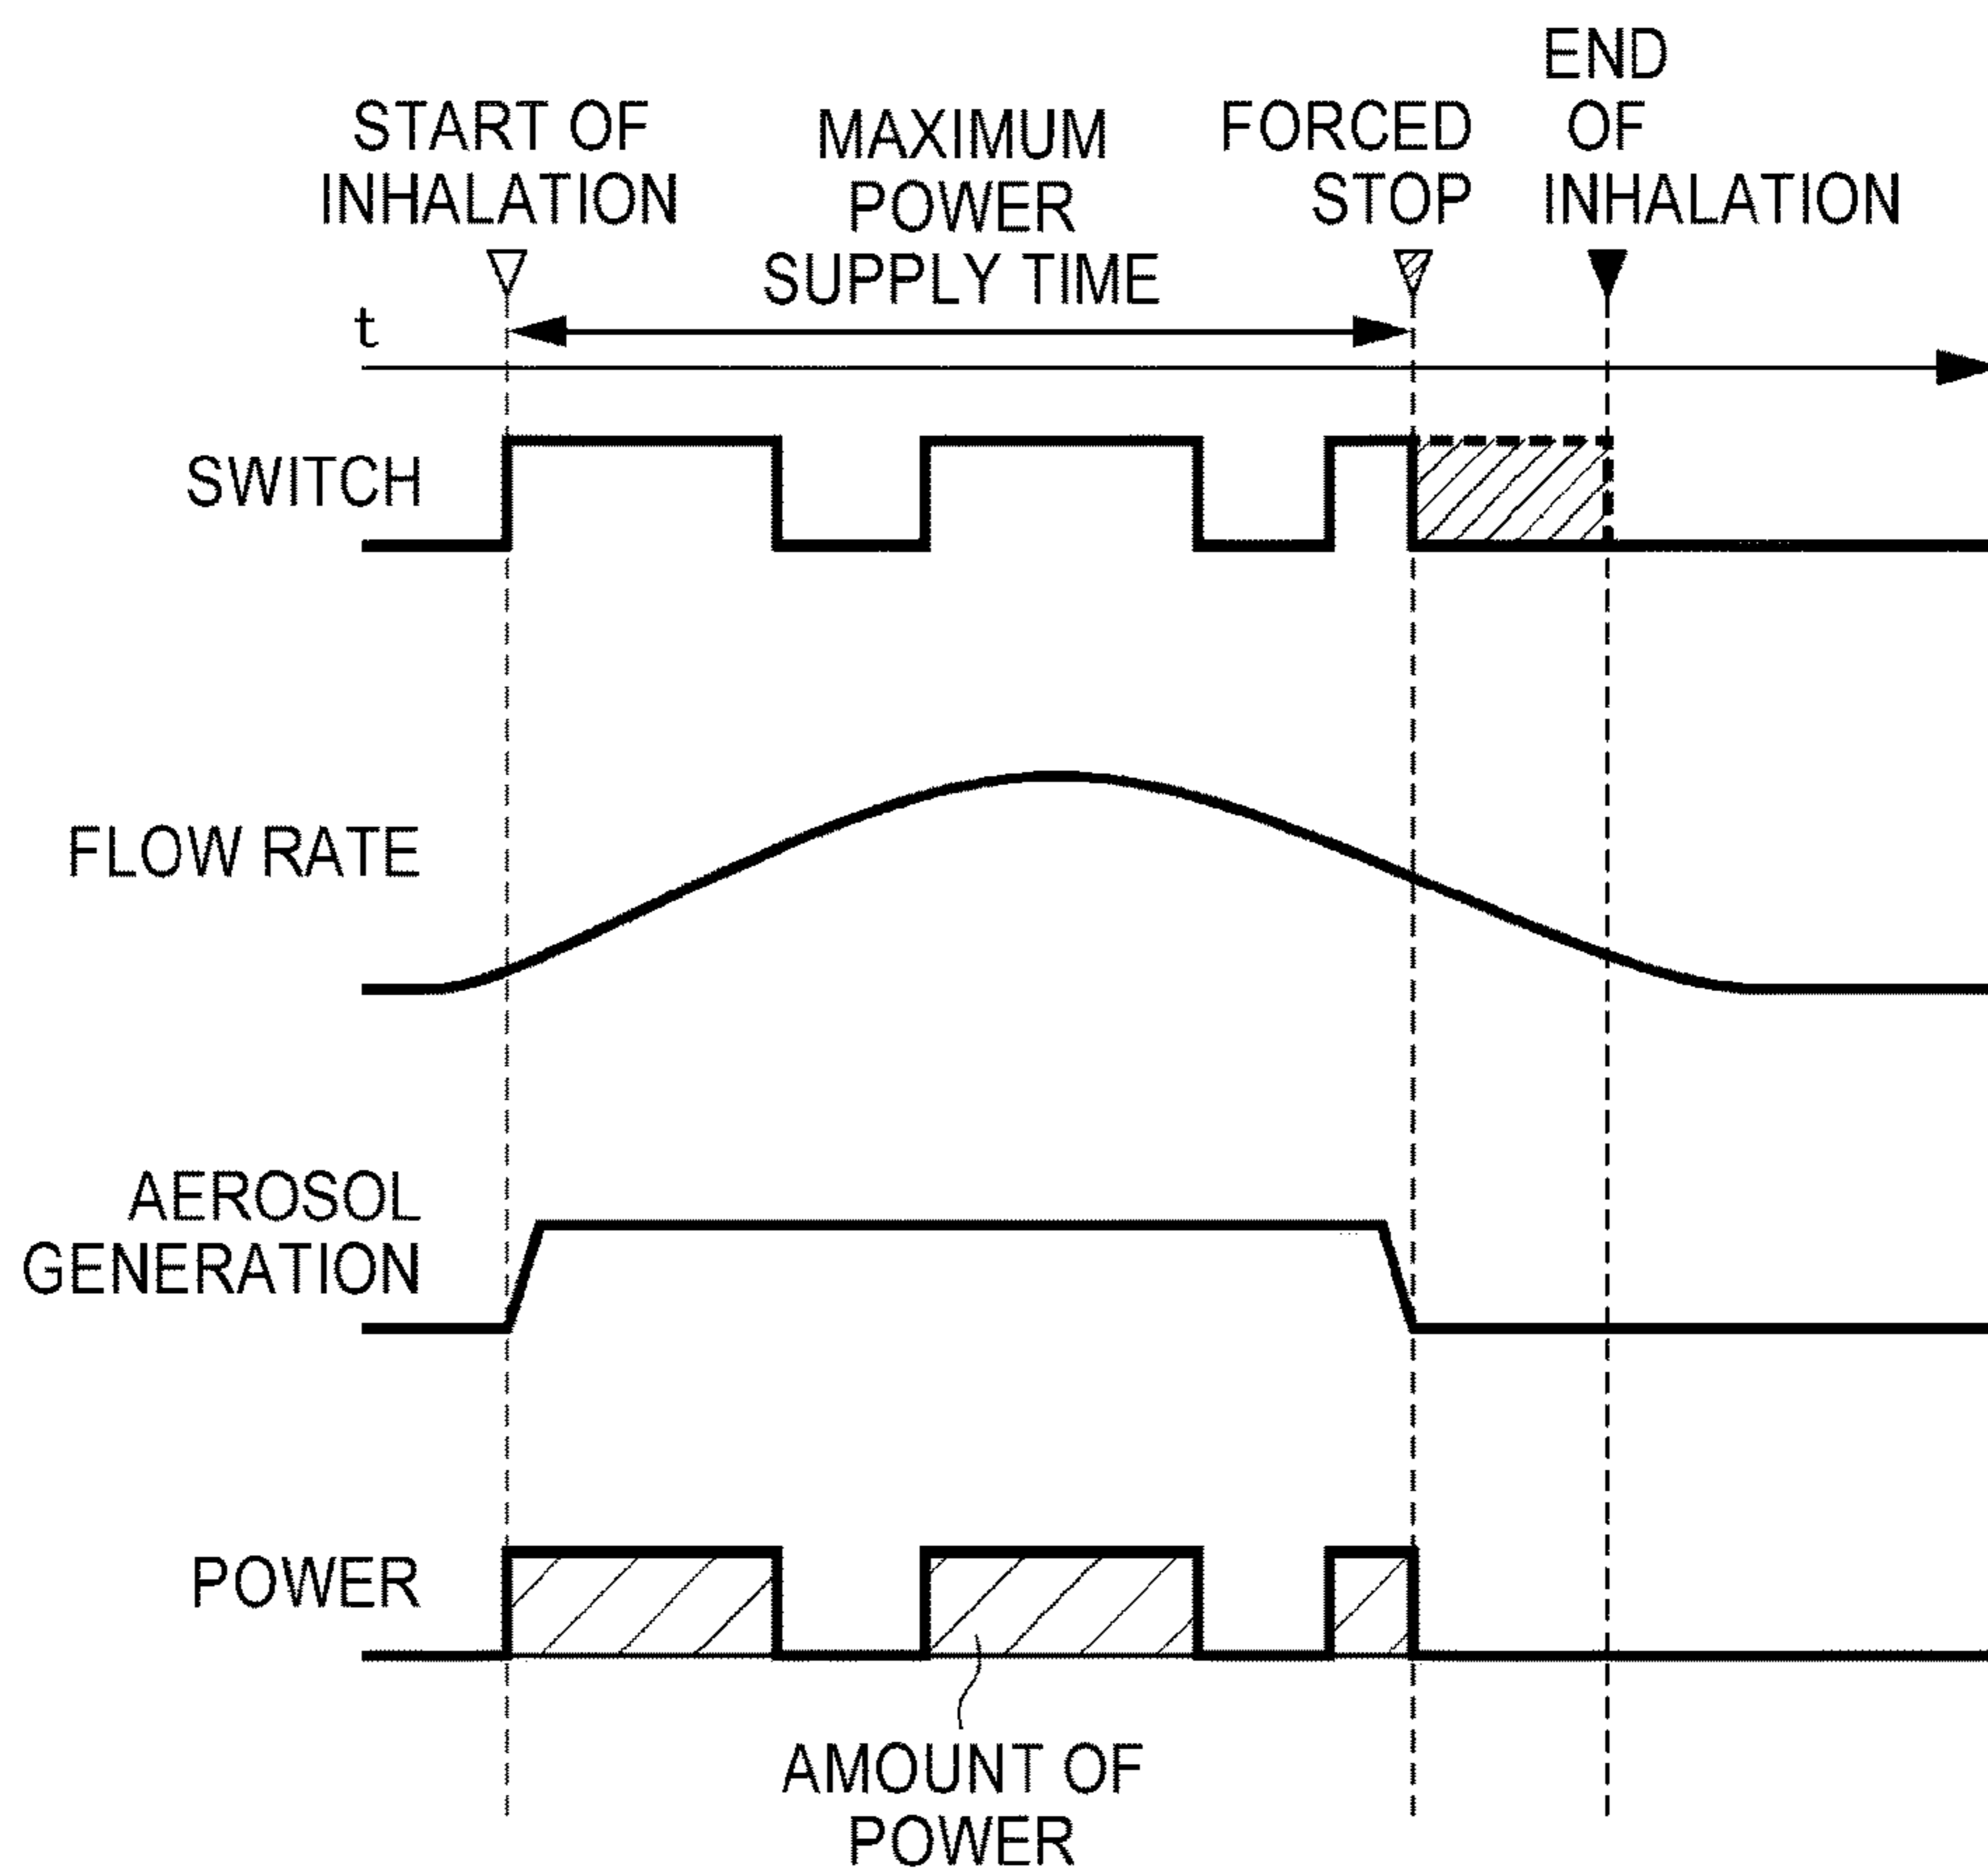 START OF
INHALATION
MAXIMUM
POWER
SUPPLY TIME
FORCED
STOP
END
OF
INHALATION
t
SWITCH
FLOW RATE
AEROSOL
GENERATION
POWER
AMOUNT OF
POWER